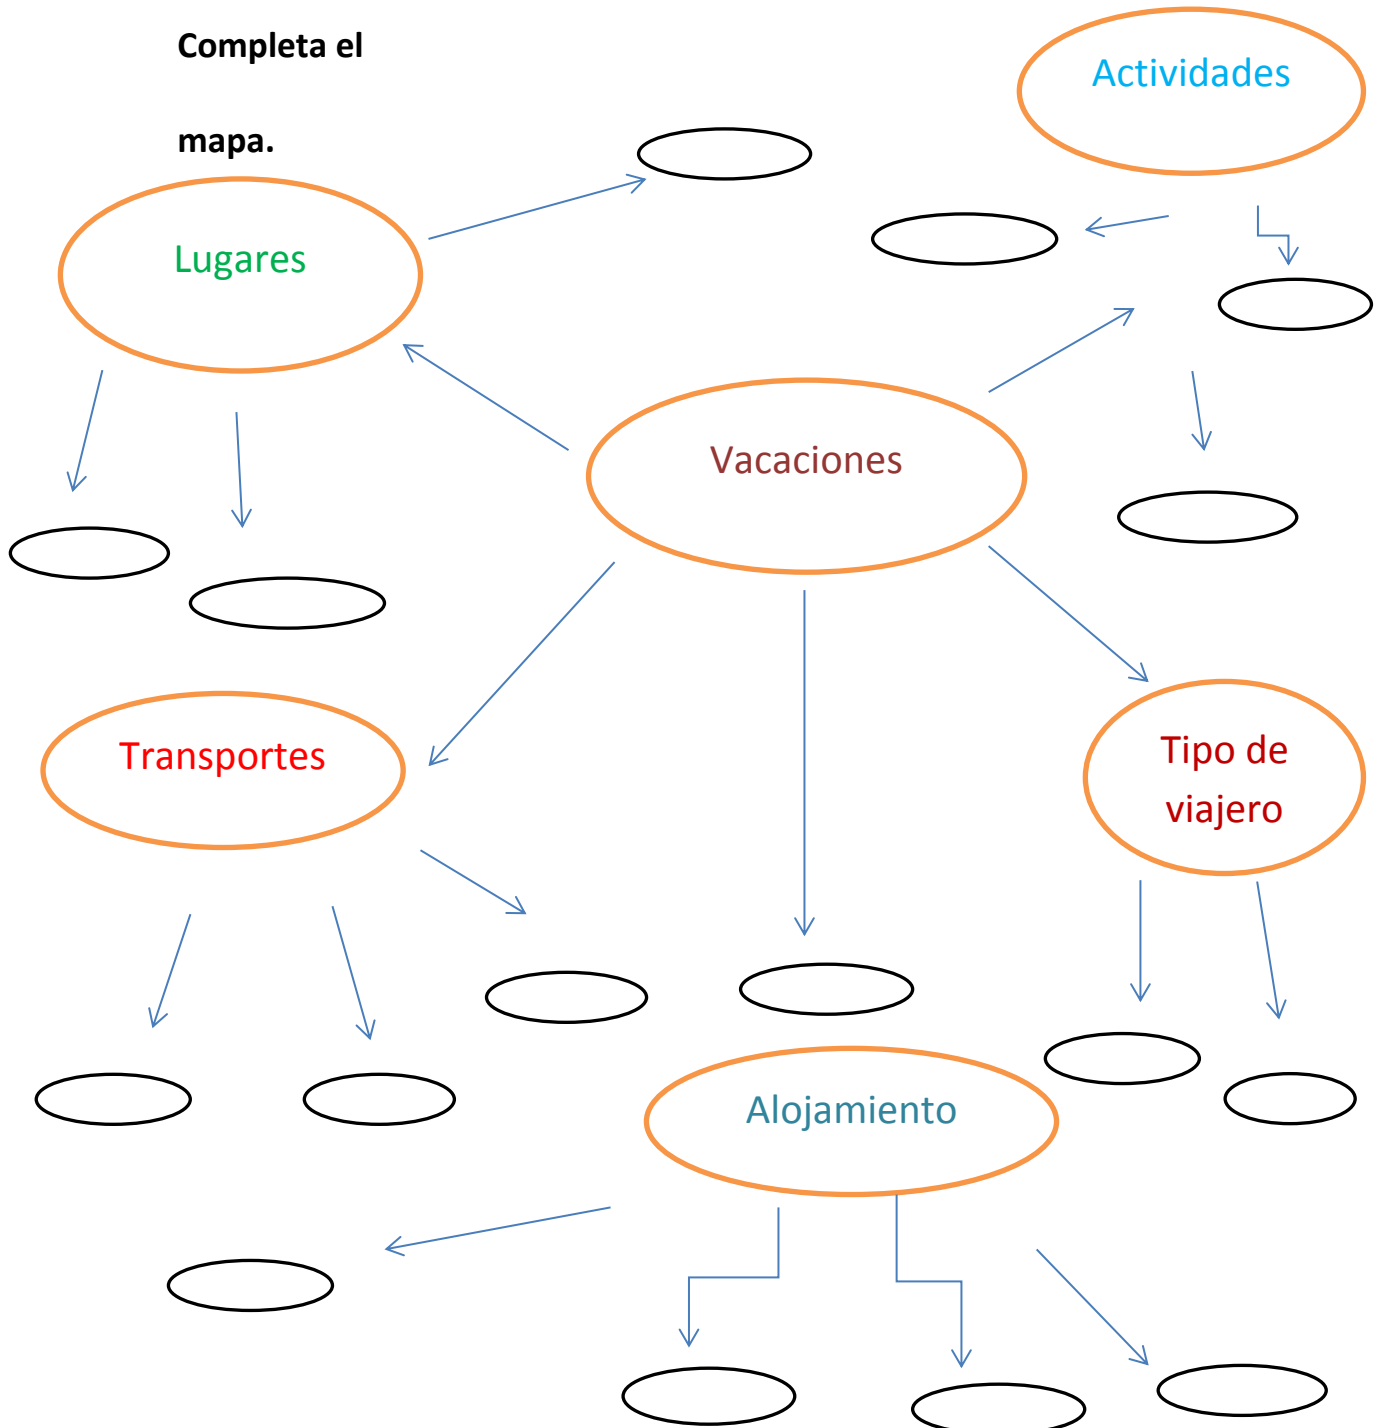 Completa el
mapa.
Actividades
Lugares
Vacaciones
Transportes
Tipo de
viajero
Alojamiento